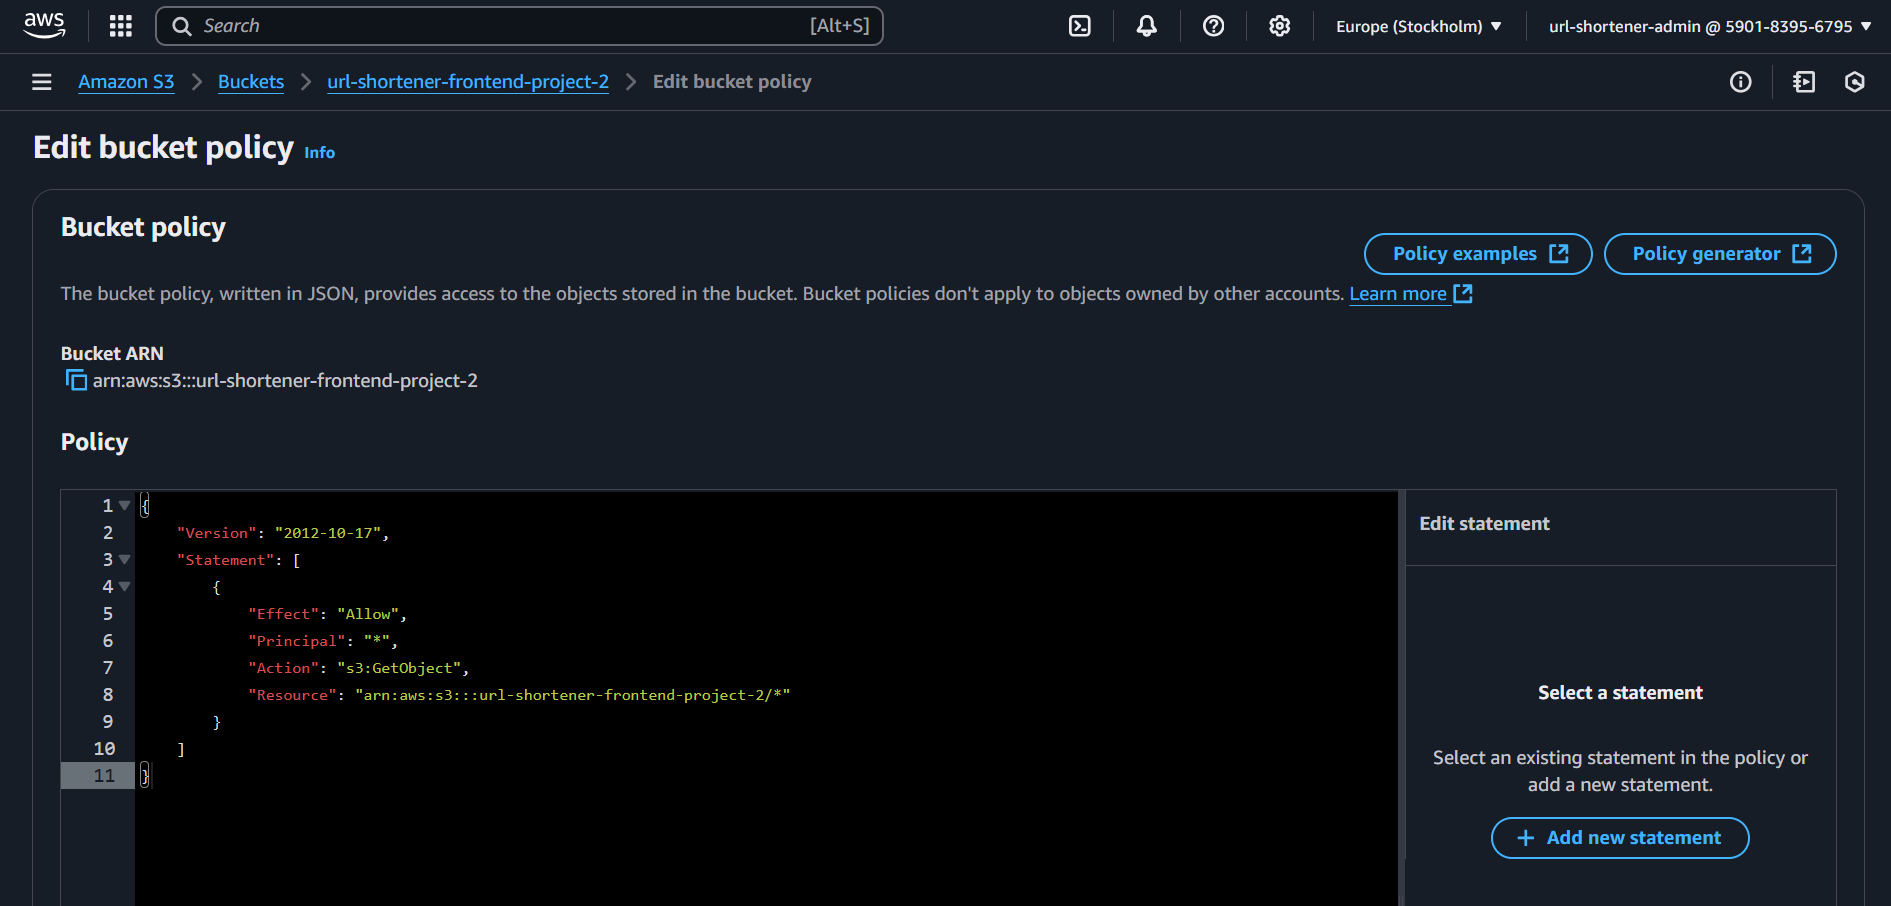 aws
Search [Alt+S]
Europe (Stockholm)
url-shortener-admin @ 5901-8395-6795
Amazon S3 > Buckets > url-shortener-frontend-project-2 > Edit bucket policy
Edit bucket policy Info
Bucket policy
Policy examples
Policy generator
The bucket policy, written in JSON, provides access to the objects stored in the bucket. Bucket policies don't apply to objects owned by other accounts. Learn more
Bucket ARN
arn:aws:s3:::url-shortener-frontend-project-2
Policy
1 {
2 "Version": "2012-10-17",
3 "Statement": [
4 {
5 "Effect": "Allow",
6 "Principal": "*",
7 "Action": "s3:GetObject",
8 "Resource": "arn:aws:s3:::url-shortener-frontend-project-2/*"
9 }
10 ]
11 }
Edit statement
Select a statement
Select an existing statement in the policy or
add a new statement.
+ Add new statement